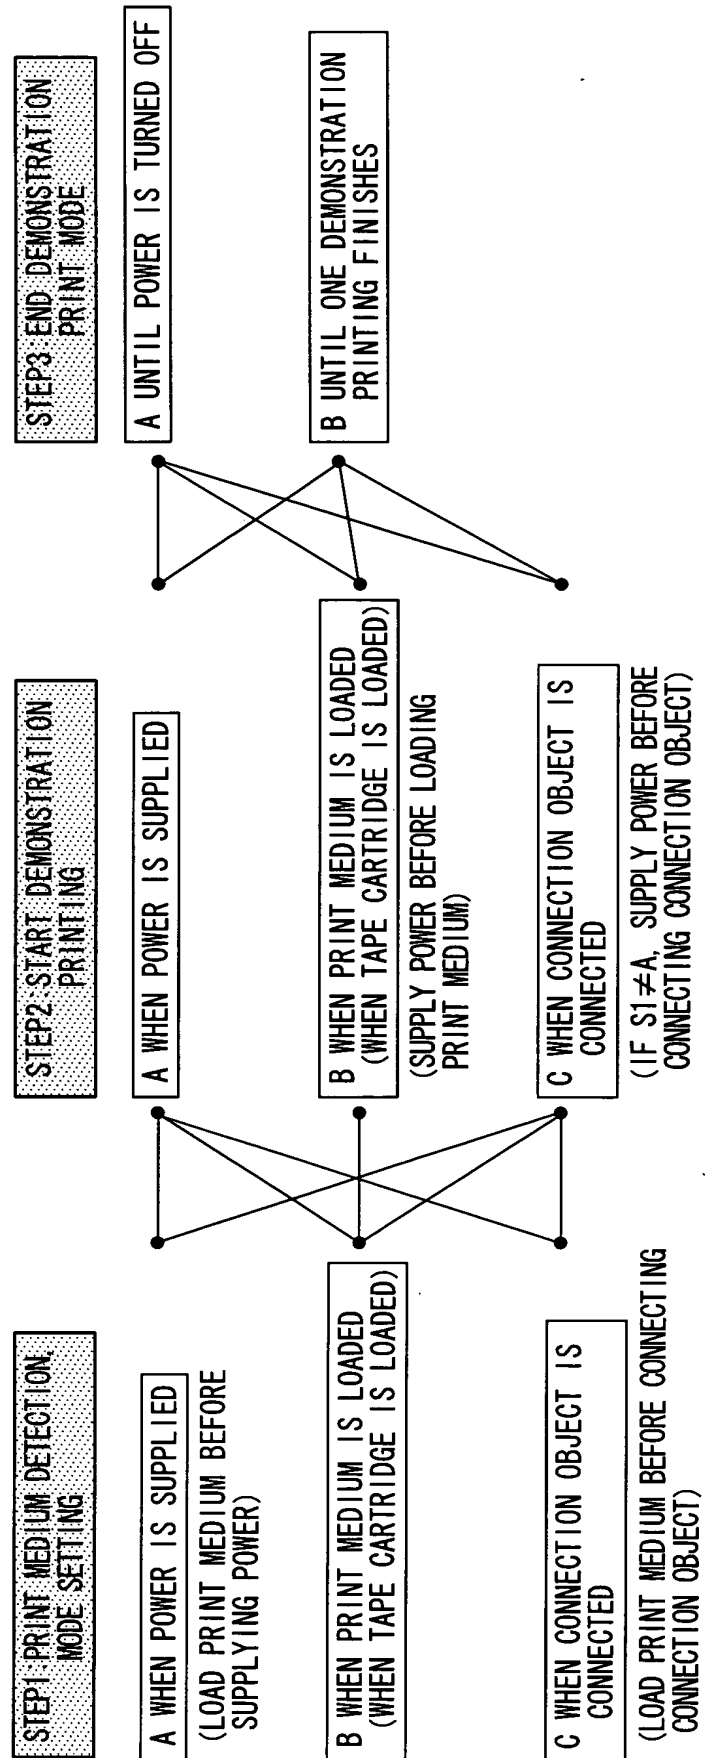 STEP1:PRINT MEDIUM DETECTION,
MODE SETTING
A WHEN POWER IS SUPPLIED
(LOAD PRINT MEDIUM BEFORE
SUPPLYING POWER)
B WHEN PRINT MEDIUM IS LOADED
(WHEN TAPE CARTRIDGE IS LOADED)
C WHEN CONNECTION OBJECT IS
CONNECTED
(LOAD PRINT MEDIUM BEFORE CONNECTING
CONNECTION OBJECT)
STEP2:START DEMONSTRATION
PRINTING
A WHEN POWER IS SUPPLIED
B WHEN PRINT MEDIUM IS LOADED
(WHEN TAPE CARTRIDGE IS LOADED)
(SUPPLY POWER BEFORE LOADING
PRINT MEDIUM)
C WHEN CONNECTION OBJECT IS
CONNECTED
(IF S1≠A, SUPPLY POWER BEFORE
CONNECTING CONNECTION OBJECT)
STEP3:END DEMONSTRATION
PRINT MODE
A UNTIL POWER IS TURNED OFF
B UNTIL ONE DEMONSTRATION
PRINTING FINISHES